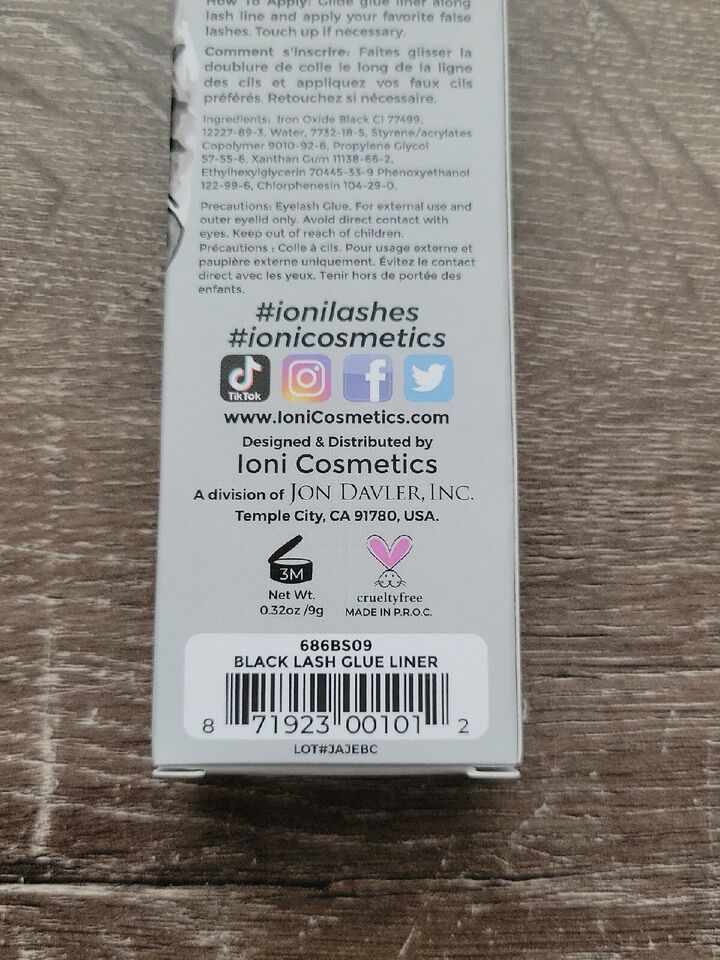 How To Apply: Glide glue liner along
lash line and apply your favorite false
lashes. Touch up if necessary.
Comment s'inscrire: Faites glisser la
doublure de colle le long de la ligne
des cils et appliquez vos faux cils
préférés. Retouchez si nécessaire.
Ingredients: Iron Oxide Black CI 77499,
12227-89-3, Water, 7732-18-5, Styrene/acrylates
Copolymer 9010-92-8, Propylene Glycol
57-55-6, Xanthan Gum 11138-66-2,
Ethylhexylglycerin 70445-33-9 Phenoxyethanol
122-99-6, Chlorphenesin 104-29-0.
Precautions: Eyelash Glue. For external use and
outer eyelid only. Avoid direct contact with
eyes. Keep out of reach of children.
Précautions : Colle à cils. Pour usage externe et
paupière externe uniquement. Évitez le contact
direct avec les yeux. Tenir hors de portée des
enfants.
#ionilashes
#ionicosmetics
TikTok
www.IoniCosmetics.com
Designed & Distributed by
Ioni Cosmetics
A division of JON DAVLER, INC.
Temple City, CA 91780, USA.
3M
Net Wt.
0.32oz /9g
crueltyfree
MADE IN P.R.O.C.
686BS09
BLACK LASH GLUE LINER
8 71923 00101 2
LOT#JAJEBC